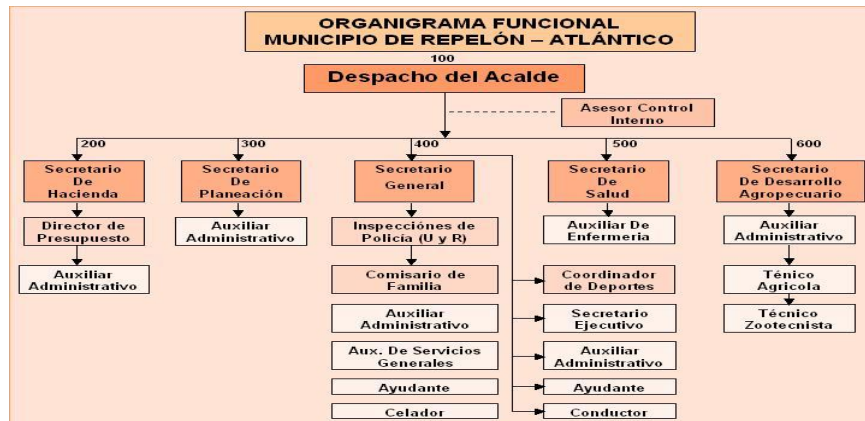 ORGANIGRAMA FUNCIONAL
MUNICIPIO DE REPELÓN – ATLÁNTICO
100
Despacho del Acalde
Asesor Control
Interno
200
300
400
500
600
Secretario
De
Hacienda
Secretario
De
Planeación
Secretario
General
Secretario
De
Salud
Secretario
De Desarrollo
Agropecuario
Director de
Presupuesto
Auxiliar
Administrativo
Inspecciónes de
Policía (U y R)
Auxiliar De
Enfermeria
Auxiliar
Administrativo
Auxiliar
Administrativo
Comisario de
Familia
Coordinador
de Deportes
Ténico
Agricola
Auxiliar
Administrativo
Secretario
Ejecutivo
Técnico
Zootecnista
Aux. De Servicios
Generales
Auxiliar
Administrativo
Ayudante
Ayudante
Celador
Conductor